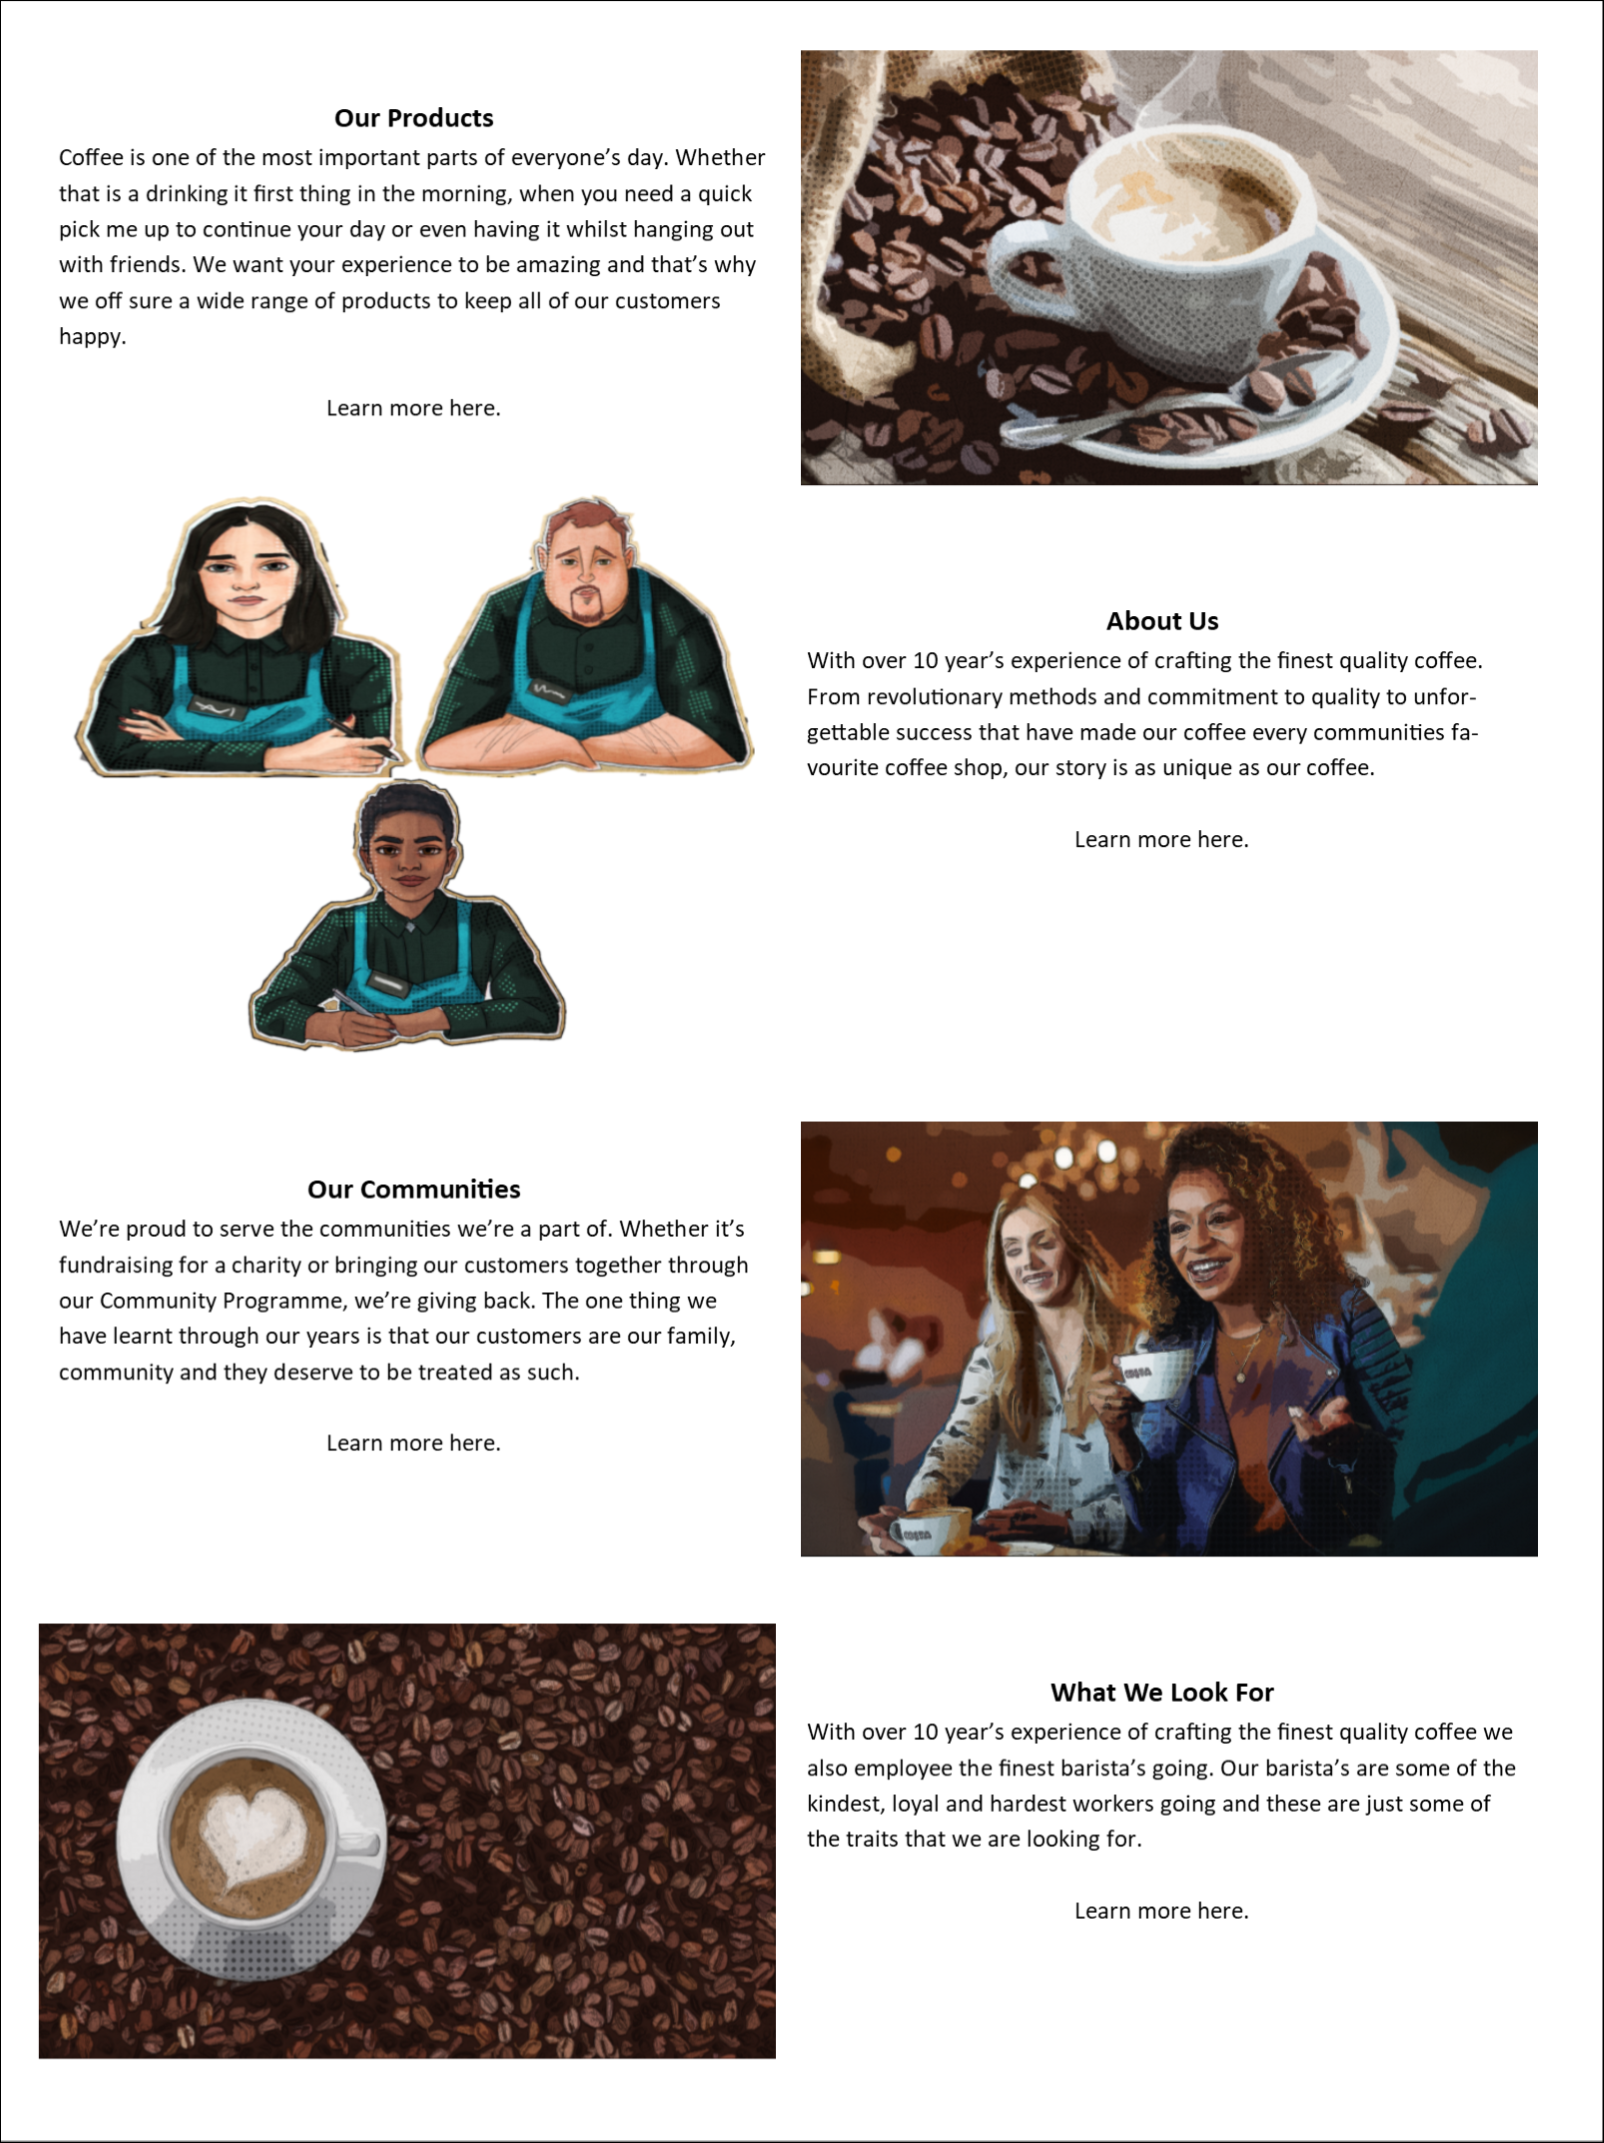 Our Products
Coffee is one of the most important parts of everyone’s day. Whether
that is a drinking it first thing in the morning, when you need a quick
pick me up to continue your day or even having it whilst hanging out
with friends. We want your experience to be amazing and that’s why
we off sure a wide range of products to keep all of our customers
happy.
Learn more here.
About Us
With over 10 year’s experience of crafting the finest quality coffee.
From revolutionary methods and commitment to quality to unfor-
gettable success that have made our coffee every communities fa-
vourite coffee shop, our story is as unique as our coffee.
Learn more here.
Our Communities
We’re proud to serve the communities we’re a part of. Whether it’s
fundraising for a charity or bringing our customers together through
our Community Programme, we’re giving back. The one thing we
have learnt through our years is that our customers are our family,
community and they deserve to be treated as such.
Learn more here.
COSTA
COSTA
What We Look For
With over 10 year’s experience of crafting the finest quality coffee we
also employee the finest barista’s going. Our barista’s are some of the
kindest, loyal and hardest workers going and these are just some of
the traits that we are looking for.
Learn more here.